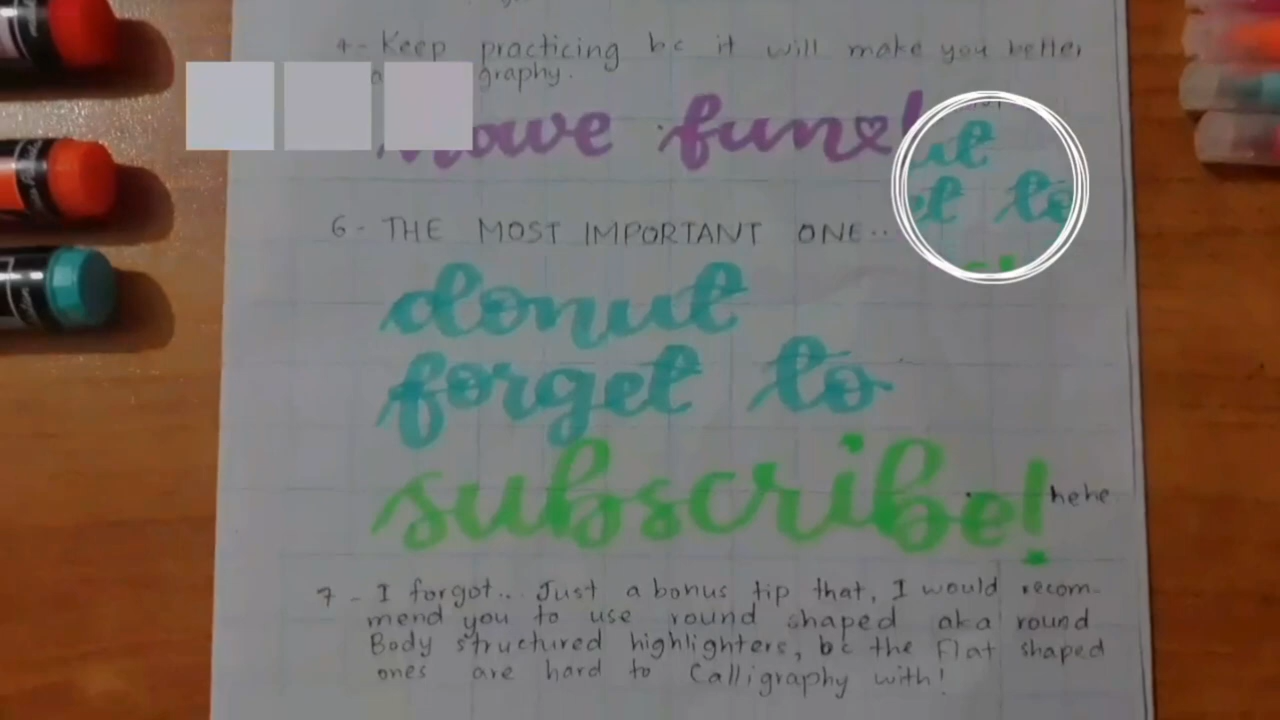 4- Keep practicing bc it will make you better
graphy.
have fun!
6- THE MOST IMPORTANT ONE..
donut
forget to
subscribe! hehe
7- I forgot... Just a bonus tip that, I would recom-
mend you to use round shaped aka round
Body structured highlighters, bc the Flat shaped
ones are hard to Calligraphy with!